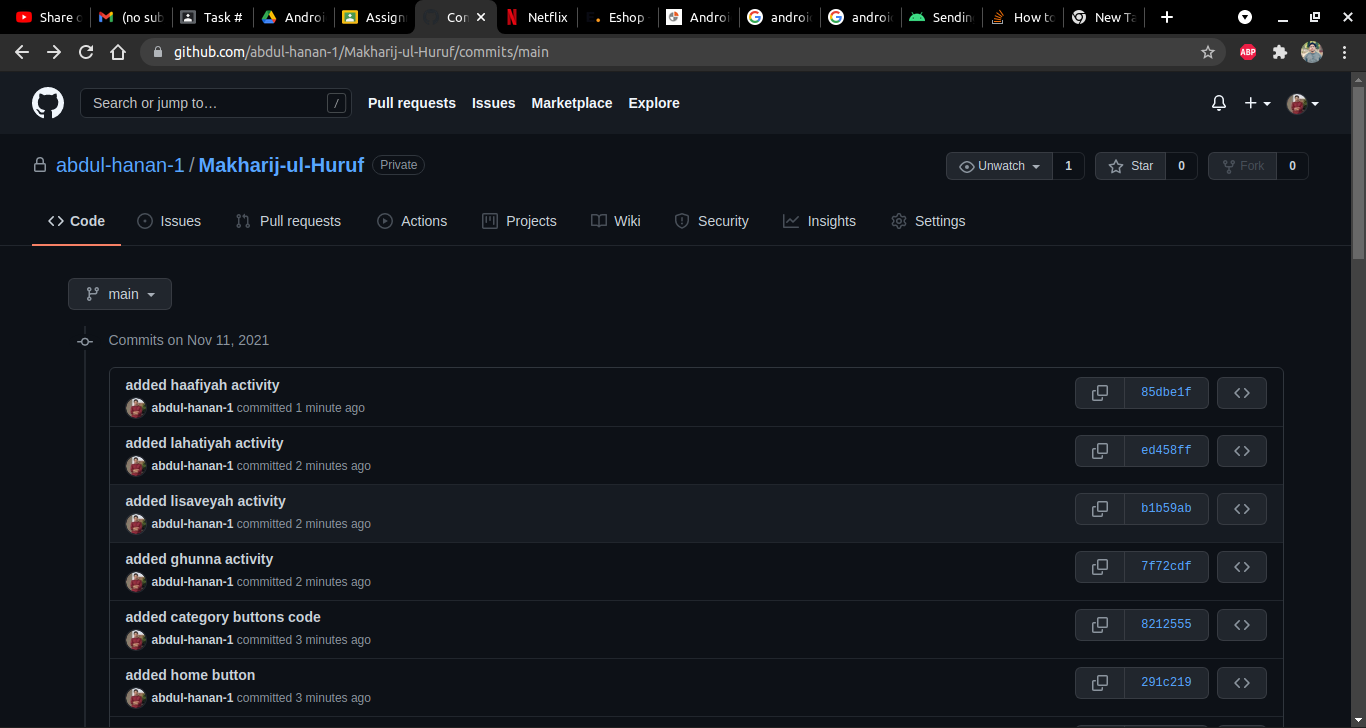 Share o (no sub Task # Androi Assign Con Netflix Eshop - Androi androi androi Sendin How to New Ta
github.com/abdul-hanan-1/Makharij-ul-Huruf/commits/main ABP
Search or jump to… / Pull requests Issues Marketplace Explore
abdul-hanan-1 / Makharij-ul-Huruf Private Unwatch 1 Star 0 Fork 0
Code Issues Pull requests Actions Projects Wiki Security Insights Settings
main
Commits on Nov 11, 2021
added haafiyah activity
abdul-hanan-1 committed 1 minute ago 85dbe1f
added lahatiyah activity
abdul-hanan-1 committed 2 minutes ago ed458ff
added lisaveyah activity
abdul-hanan-1 committed 2 minutes ago b1b59ab
added ghunna activity
abdul-hanan-1 committed 2 minutes ago 7f72cdf
added category buttons code
abdul-hanan-1 committed 3 minutes ago 8212555
added home button
abdul-hanan-1 committed 3 minutes ago 291c219